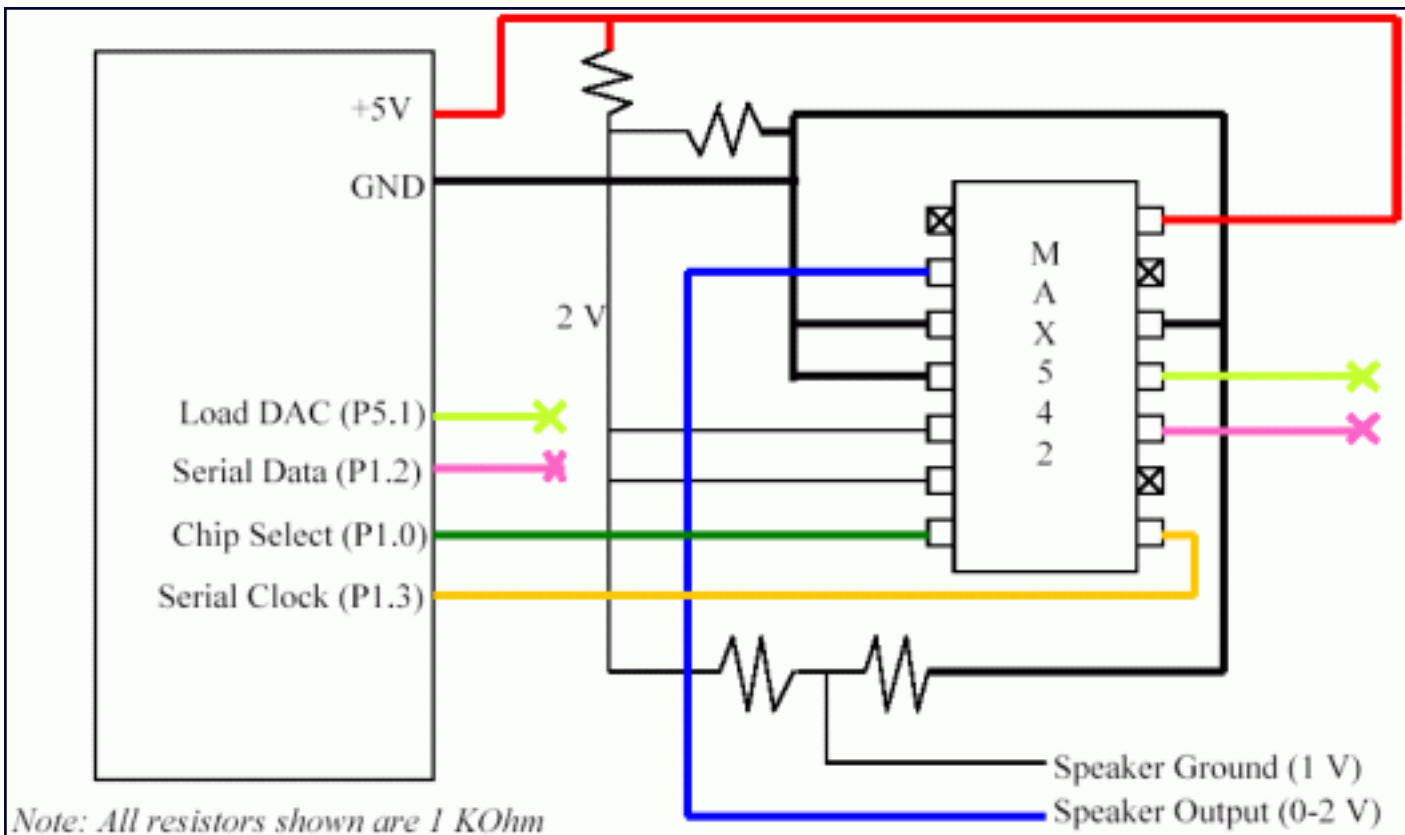 +5V
GND
2 V
Load DAC (P5.1)
Serial Data (P1.2)
Chip Select (P1.0)
Serial Clock (P1.3)
M
A
X
5
4
2
Speaker Ground (1 V)
Speaker Output (0-2 V)
Note: All resistors shown are 1 KOhm